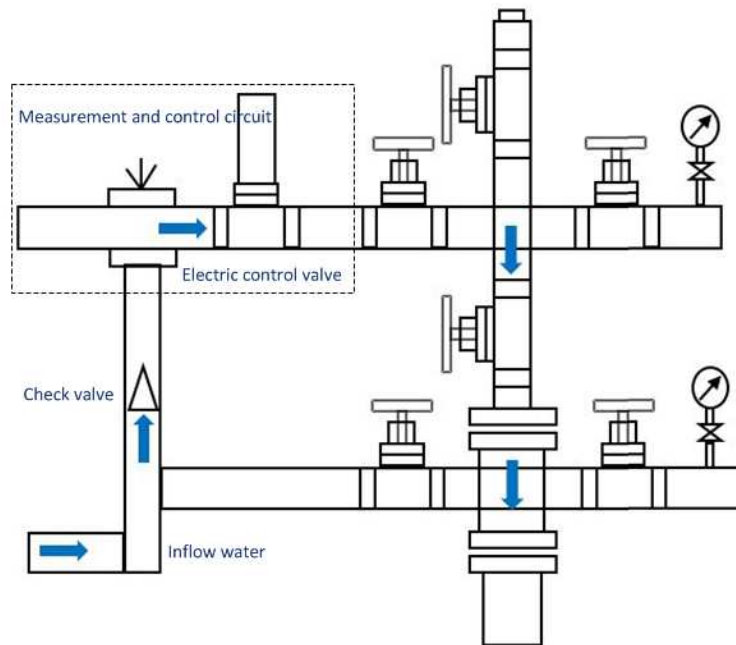 Measurement and control circuit
Electric control valve
Check valve
Inflow water